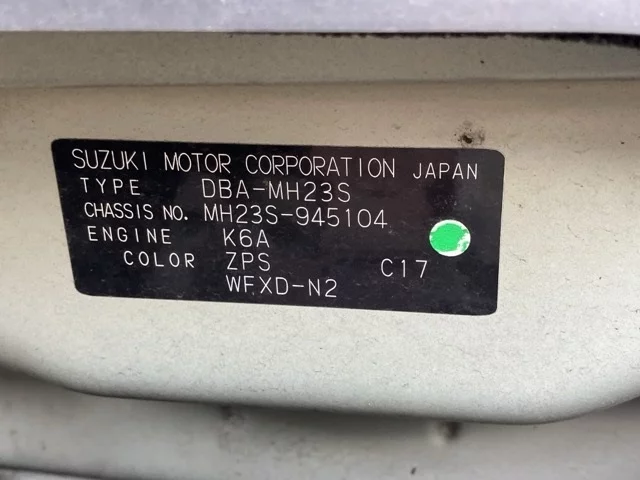 SUZUKI MOTOR CORPORATION JAPAN
TYPE DBA-MH23S
CHASSIS NO. MH23S-945104
ENGINE K6A
COLOR ZPS C17
WFXD-N2